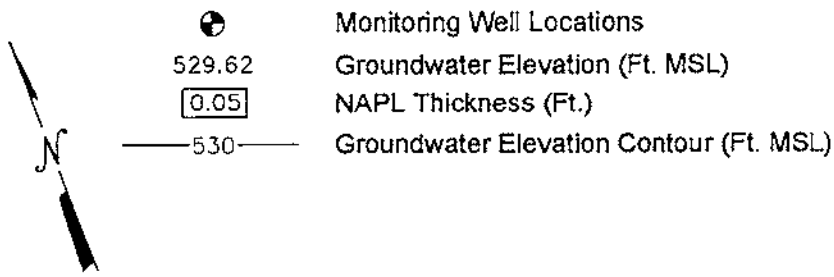 Monitoring Well Locations
529.62 Groundwater Elevation (Ft. MSL)
0.05 NAPL Thickness (Ft.)
N
530 Groundwater Elevation Contour (Ft. MSL)